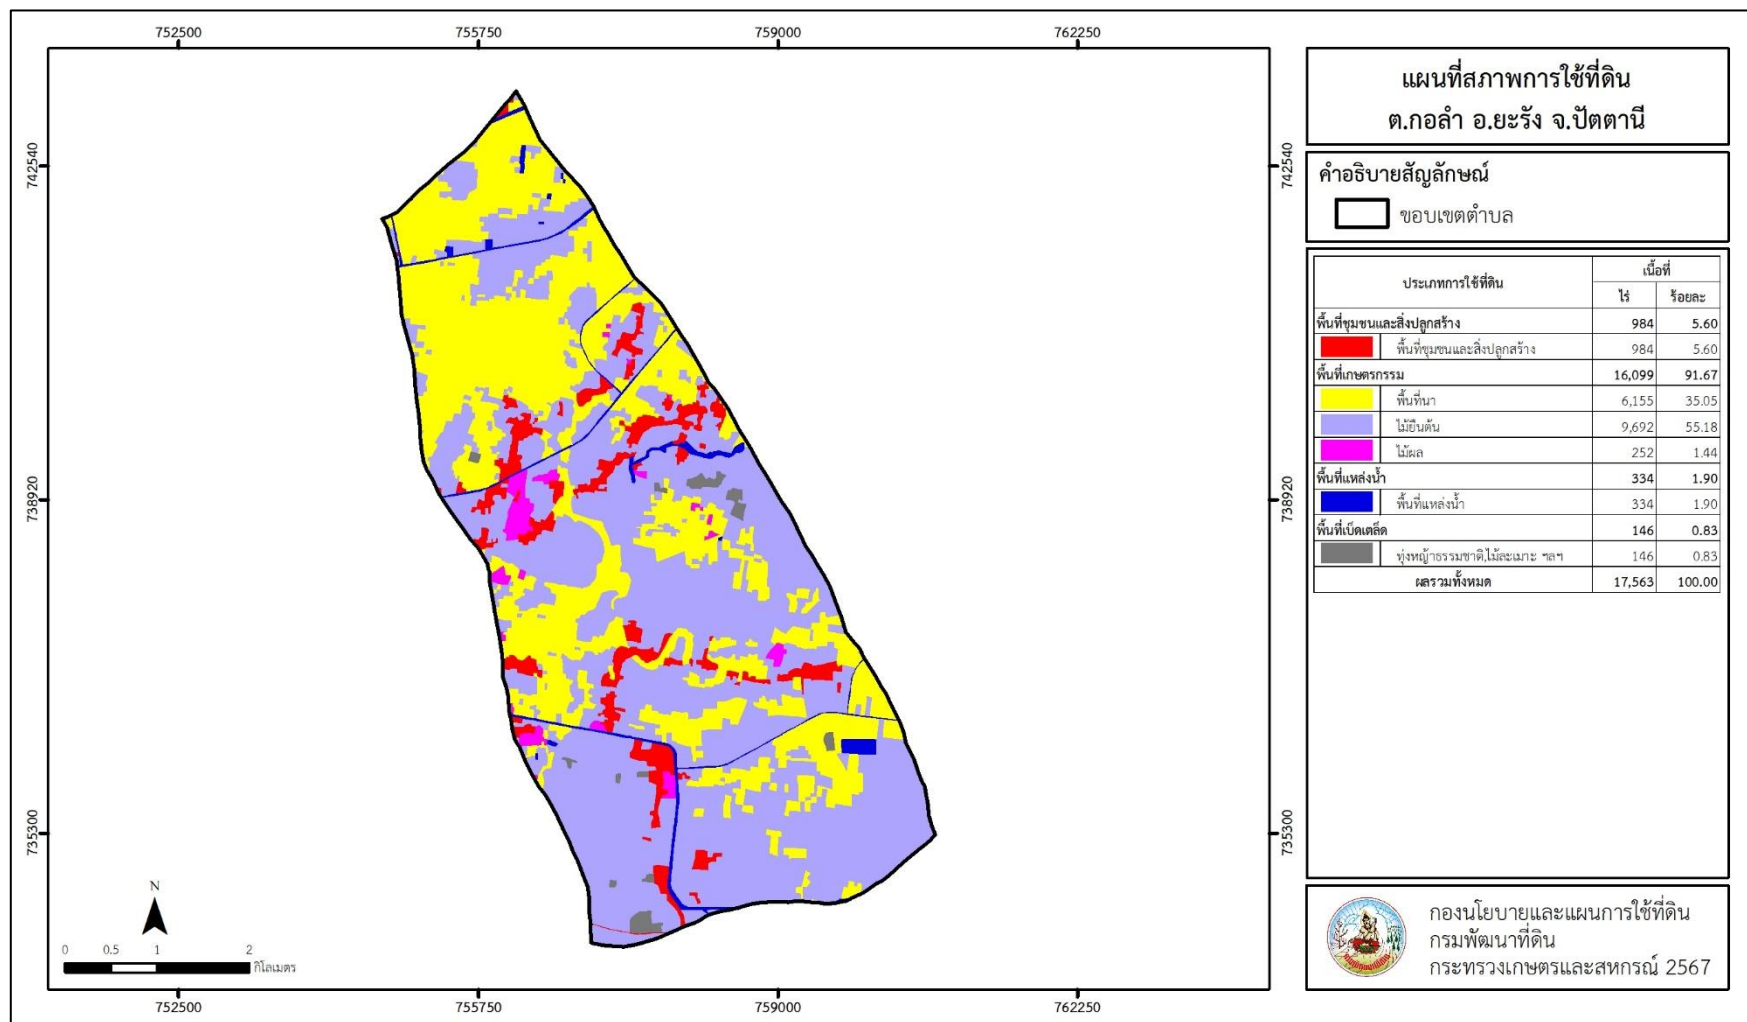 752500 755750 759000 762250
742540 742540
738920 738920
735300 735300
N
0 0.5 1 2
กิโลเมตร
752500 755750 759000 762250
แผนที่สภาพการใช้ที่ดิน
ต.กอลำ อ.ยะรัง จ.ปัตตานี
คำอธิบายสัญลักษณ์
ขอบเขตตำบล
ประเภทการใช้ที่ดิน เนื้อที่
ไร่ ร้อยละ
พื้นที่ชุมชนและสิ่งปลูกสร้าง 984 5.60
พื้นที่ชุมชนและสิ่งปลูกสร้าง 984 5.60
พื้นที่เกษตรกรรม 16,099 91.67
พื้นที่นา 6,155 35.05
ไม้ยืนต้น 9,692 55.18
ไม้ผล 252 1.44
พื้นที่แหล่งน้ำ 334 1.90
พื้นที่แหล่งน้ำ 334 1.90
พื้นที่เบ็ดเตล็ด 146 0.83
ทุ่งหญ้าธรรมชาติ,ไม้ละเมาะ ฯลฯ 146 0.83
ผลรวมทั้งหมด 17,563 100.00
กองนโยบายและแผนการใช้ที่ดิน
กรมพัฒนาที่ดิน
กระทรวงเกษตรและสหกรณ์ 2567